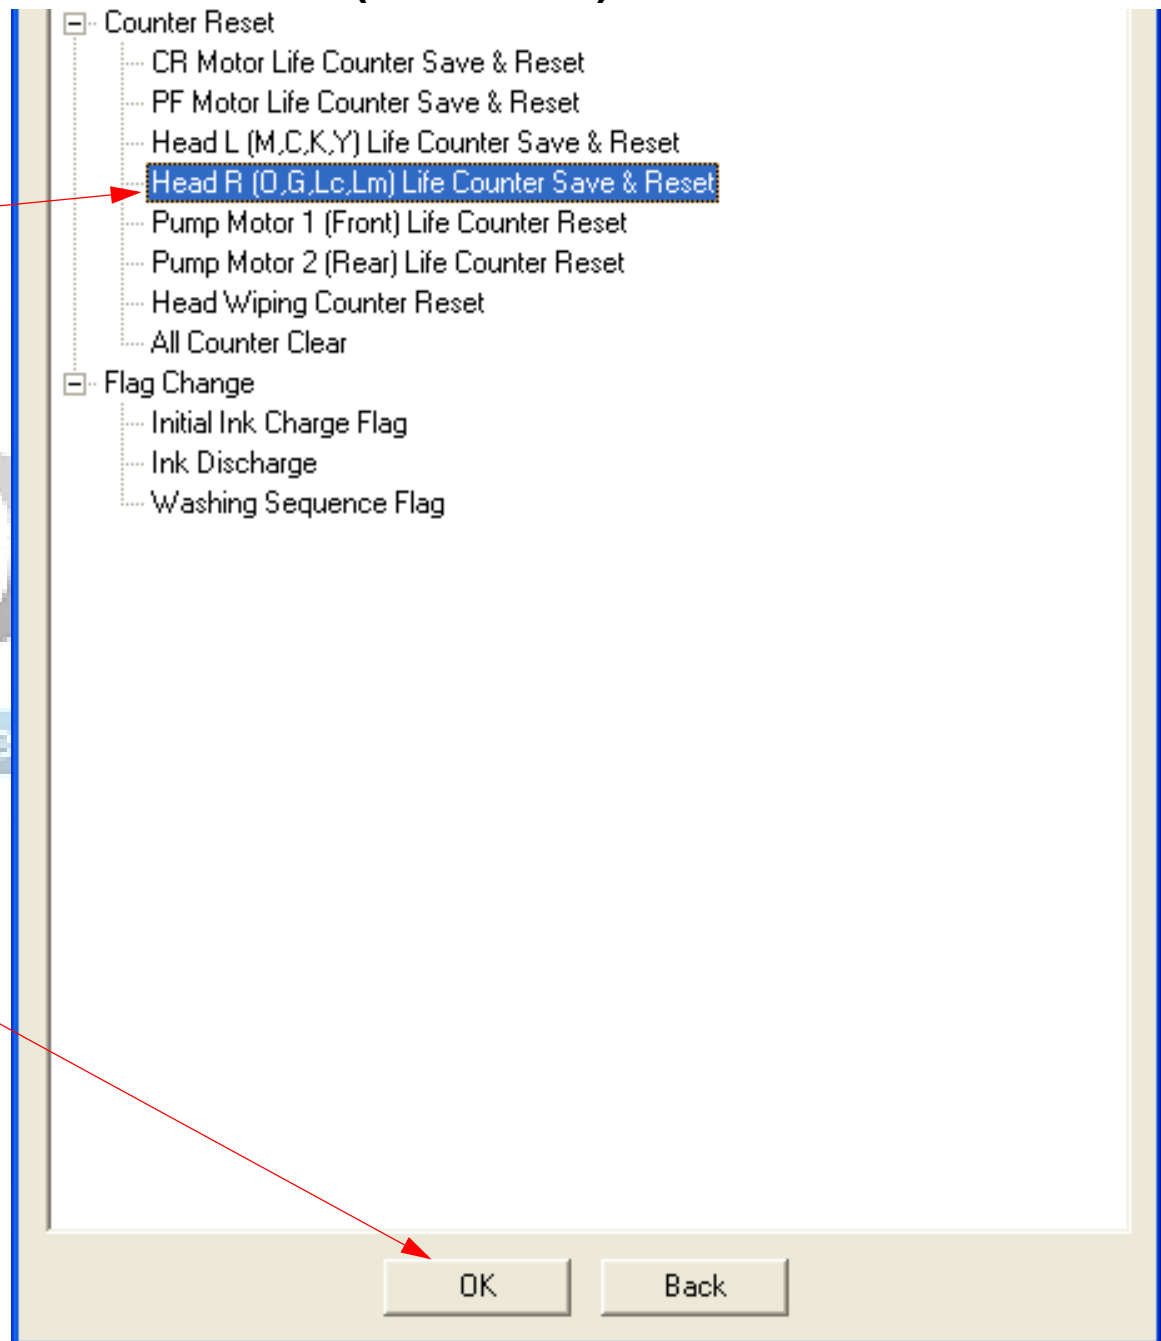 Counter Reset
CR Motor Life Counter Save & Reset
PF Motor Life Counter Save & Reset
Head L (M,C,K,Y) Life Counter Save & Reset
Head R (O,G,Lc,Lm) Life Counter Save & Reset
Pump Motor 1 (Front) Life Counter Reset
Pump Motor 2 (Rear) Life Counter Reset
Head Wiping Counter Reset
All Counter Clear
Flag Change
Initial Ink Charge Flag
Ink Discharge
Washing Sequence Flag
OK Back